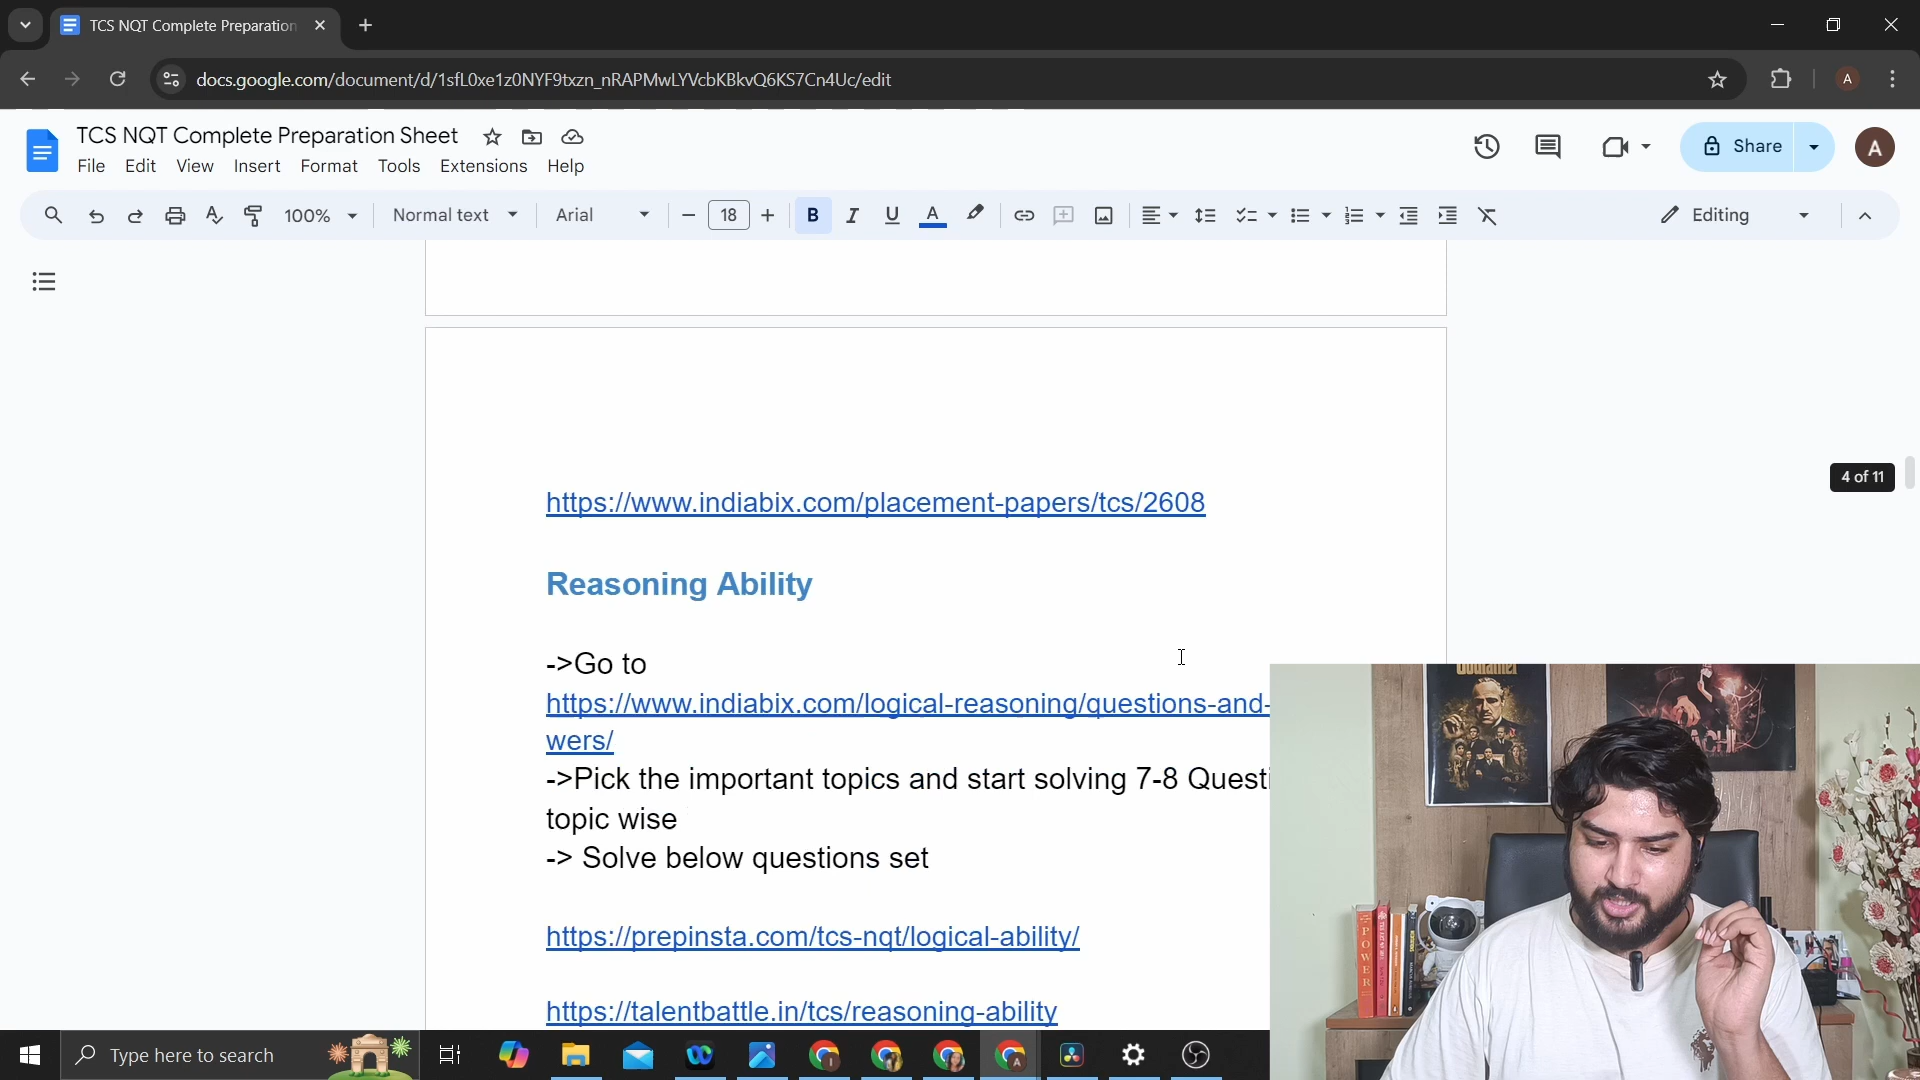 TCS NQT Complete Preparation
docs.google.com/document/d/1sfL0xe1z0NYF9txzn_nRAPMwLYVcbKBkvQ6KS7Cn4Uc/edit
A
TCS NQT Complete Preparation Sheet
Share
A
File Edit View Insert Format Tools Extensions Help
100% Normal text Arial 18 B I U A Editing
https://www.indiabix.com/placement-papers/tcs/2608
4 of 11
Reasoning Ability
->Go to
https://www.indiabix.com/logical-reasoning/questions-and-
wers/
->Pick the important topics and start solving 7-8 Questi
topic wise
-> Solve below questions set
https://prepinsta.com/tcs-nqt/logical-ability/
https://talentbattle.in/tcs/reasoning-ability
POWER
Type here to search